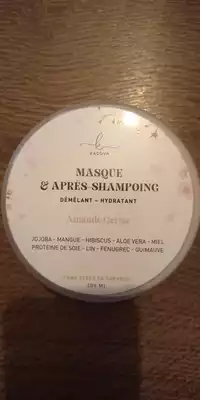 MASQUE
& APRÈS-SHAMPOING
DÉMÊLANT – HYDRATANT
Amande-Cerise
JOJOBA - MANGUE - HIBISCUS - ALOE VERA - MIEL
PROTÉINE DE SOIE - LIN - FENUGREC - GUIMAUVE
200 ML